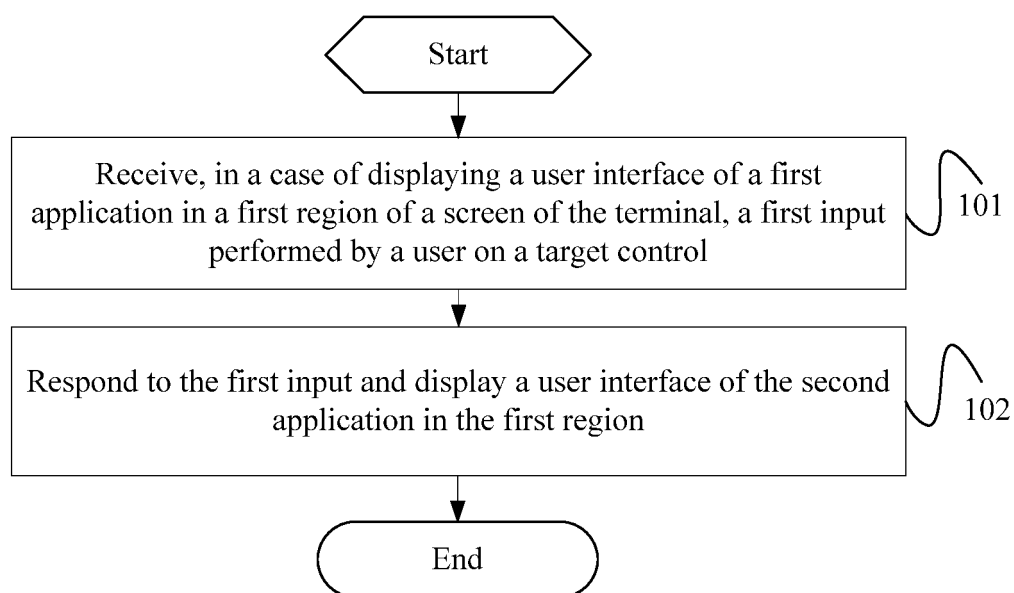 Start
Receive, in a case of displaying a user interface of a first
application in a first region of a screen of the terminal, a first input
performed by a user on a target control
101
Respond to the first input and display a user interface of the second
application in the first region
102
End